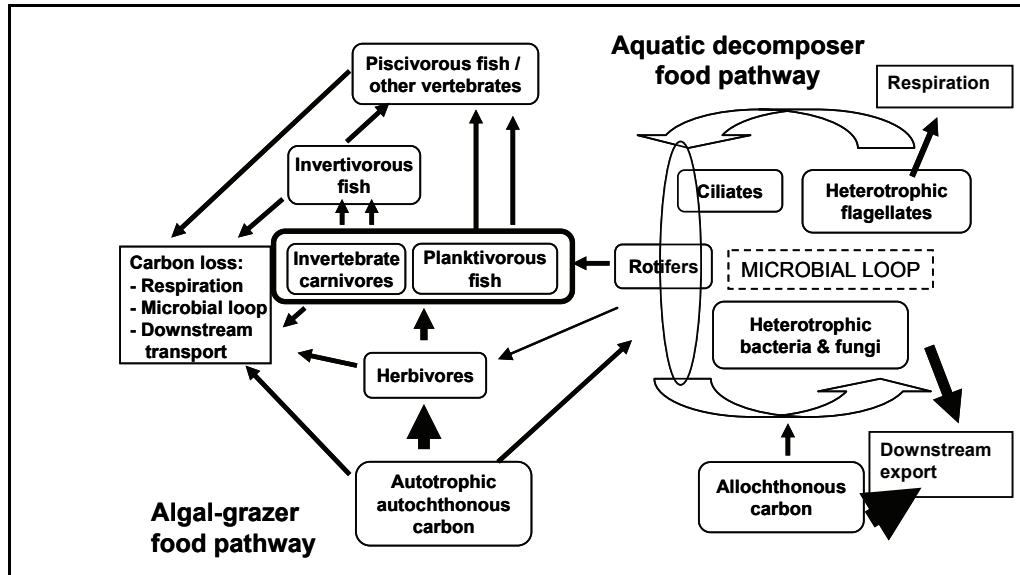 Aquatic decomposer
food pathway
Piscivorous fish /
other vertebrates
Respiration
Invertivorous
fish
Ciliates
Heterotrophic
flagellates
Carbon loss:
- Respiration
- Microbial loop
- Downstream
transport
Invertebrate
carnivores
Planktivorous
fish
Rotifers
MICROBIAL LOOP
Heterotrophic
bacteria & fungi
Herbivores
Downstream
export
Autotrophic
autochthonous
carbon
Allochthonous
carbon
Algal-grazer
food pathway